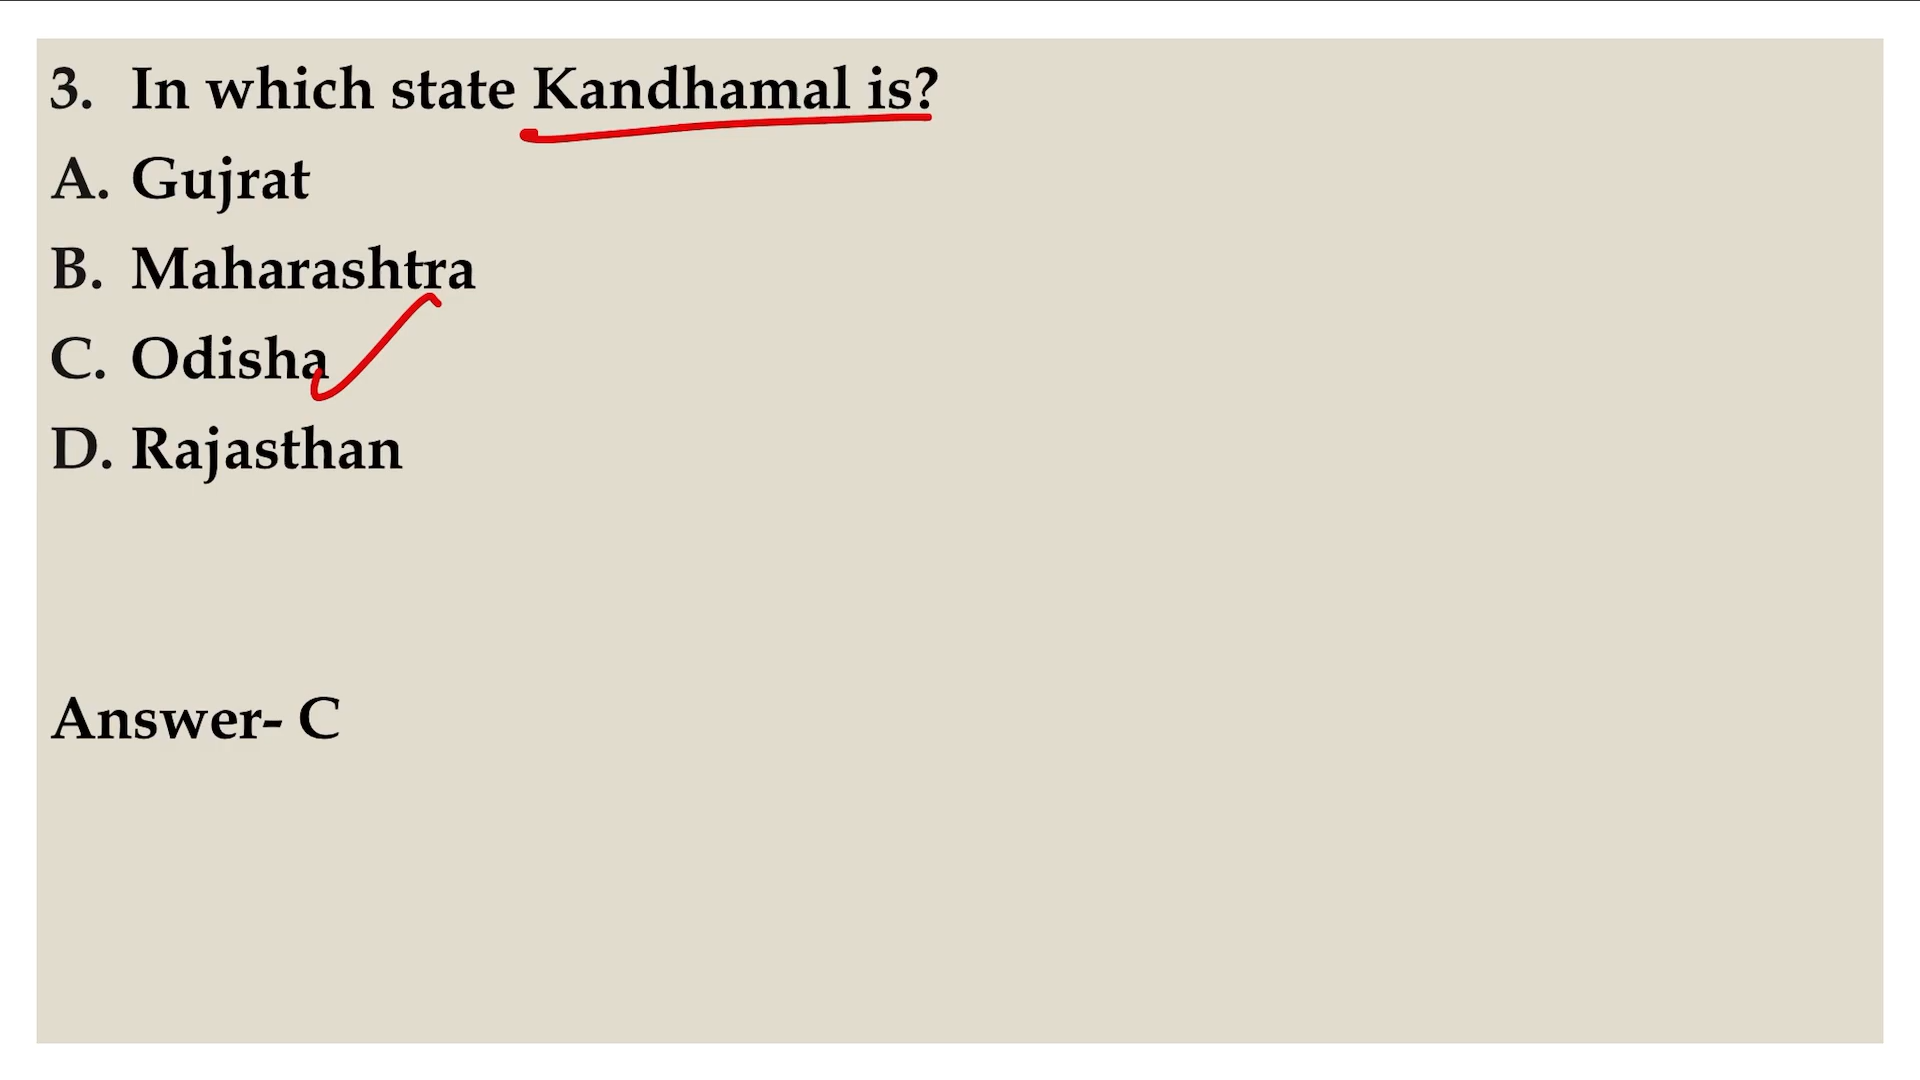 3. In which state Kandhamal is?
A. Gujrat
B. Maharashtra
C. Odisha
D. Rajasthan
Answer- C